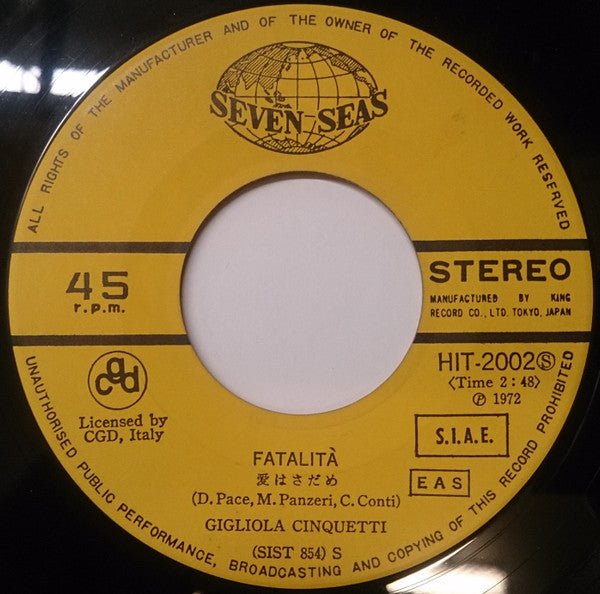 ALL RIGHTS OF THE MANUFACTURER AND OF THE OWNER OF THE RECORDED WORK RESERVED
SEVEN SEAS
45
r.p.m.
STEREO
MANUFACTURED BY KING
RECORD CO., LTD. TOKYO, JAPAN
cgd
Licensed by
CGD, Italy
HIT-2002Ⓢ
〈Time 2:48〉
Ⓟ 1972
S.I.A.E.
EAS
FATALITÀ
愛はさだめ
(D. Pace, M. Panzeri, C. Conti)
GIGLIOLA CINQUETTI
(SIST 854) S
UNAUTHORISED PUBLIC PERFORMANCE, BROADCASTING AND COPYING OF THIS RECORD PROHIBITED